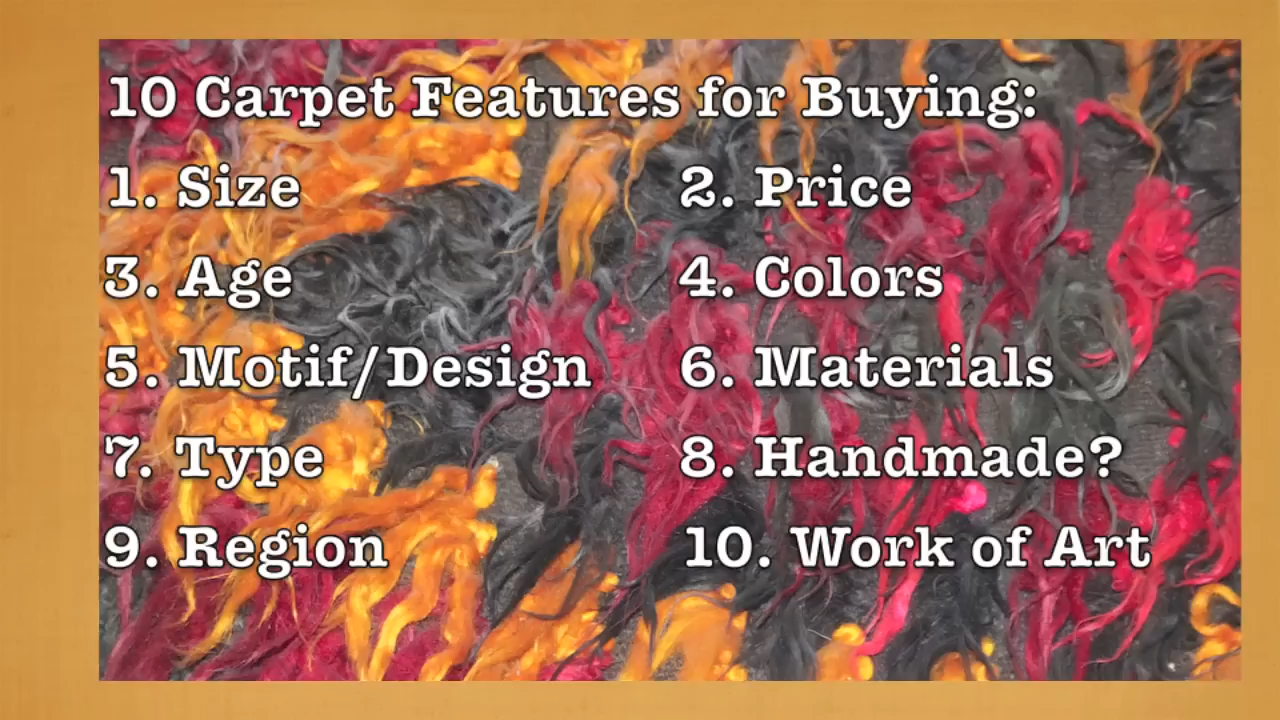 10 Carpet Features for Buying:
1. Size
2. Price
3. Age
4. Colors
5. Motif/Design
6. Materials
7. Type
8. Handmade?
9. Region
10. Work of Art